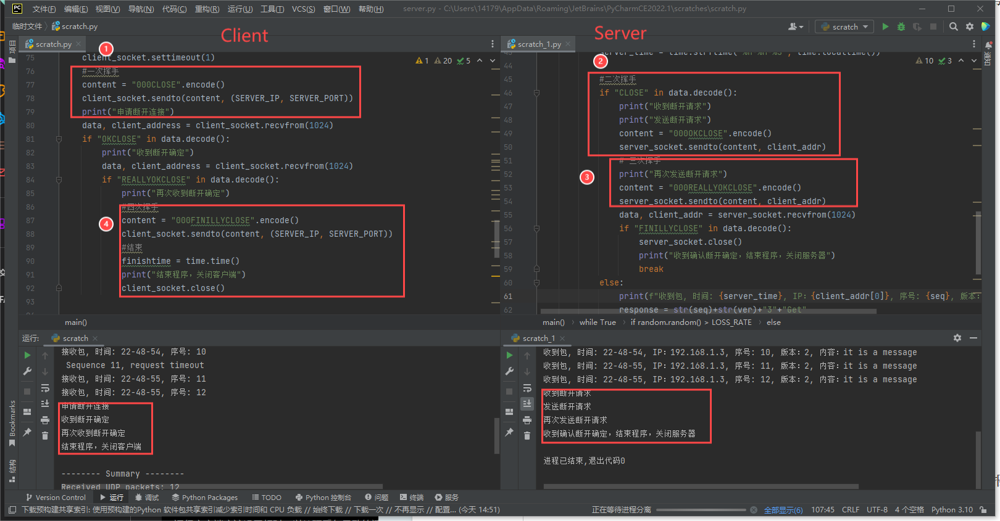 文件(F) 编辑(E) 视图(V) 导航(N) 代码(C) 重构(R) 运行(U) 工具(T) VCS(S) 窗口(W) 帮助(H) server.py - C:\Users\14179\AppData\Roaming\JetBrains\PyCharmCE2022.1\scratches\scratch.py
临时文件 scratch.py
scratch
Client
Server
scratch.py
scratch_1.py
项目
通知
1
2
3
4
75 client_socket.settimeout(1)
76 #一次挥手
77 content = "000CLOSE".encode()
78 client_socket.sendto(content, (SERVER_IP, SERVER_PORT))
79 print("申请断开连接")
80 data, client_address = client_socket.recvfrom(1024)
81 if "OKCLOSE" in data.decode():
82 print("收到断开确定")
83 data, client_address = client_socket.recvfrom(1024)
84 if "REALLYOKCLOSE" in data.decode():
85 print("再次收到断开确定")
86 #四次挥手
87 content = "000FINILLYCLOSE".encode()
88 client_socket.sendto(content, (SERVER_IP, SERVER_PORT))
89 #结束
90 finishtime = time.time()
91 print("结束程序，关闭客户端")
92 client_socket.close()
93
1 20 5
main()
10 3
44
45 #二次挥手
46 if "CLOSE" in data.decode():
47 print("收到断开请求")
48 print("发送断开请求")
49 content = "000OKCLOSE".encode()
50 server_socket.sendto(content, client_addr)
51 # 三次挥手
52 print("再次发送断开请求")
53 content = "000REALLYOKCLOSE".encode()
54 server_socket.sendto(content, client_addr)
55 data, client_addr = server_socket.recvfrom(1024)
56 if "FINILLYCLOSE" in data.decode():
57 server_socket.close()
58 print("收到确认断开确定，结束程序，关闭服务器")
59 break
60 else:
61 print(f"收到包, 时间: {server_time}, IP：{client_addr[0]}, 序号: {seq}, 版本:
62 response = str(seq)+str(ver)+"3"+"Get"
main() while True if random.random() > LOSS_RATE else
运行: scratch
接收包, 时间: 22-48-54, 序号: 10
Sequence 11, request timeout
接收包, 时间: 22-48-55, 序号: 11
接收包, 时间: 22-48-55, 序号: 12
申请断开连接
收到断开确定
再次收到断开确定
结束程序，关闭客户端
-------- Summary --------
Received UDP packets: 12
scratch_1
收到包, 时间: 22-48-54, IP：192.168.1.3, 序号: 10, 版本：2, 内容：it is a message
收到包, 时间: 22-48-55, IP：192.168.1.3, 序号: 11, 版本：2, 内容：it is a message
收到包, 时间: 22-48-55, IP：192.168.1.3, 序号: 12, 版本：2, 内容：it is a message
收到断开请求
发送断开请求
再次发送断开请求
收到确认断开确定，结束程序，关闭服务器
进程已结束,退出代码0
Bookmarks
结构
Version Control 运行 调试 Python Packages TODO Python 控制台 问题 终端 服务
下载预构建共享索引: 使用预构建的Python 软件包共享索引减少索引时间和 CPU 负载 // 始终下载 // 下载一次 // 不再显示 // 配置... (今天 14:51) 正在等待进程分离 全部显示(6) 107:45 CRLF UTF-8 4 个空格 Python 3.10